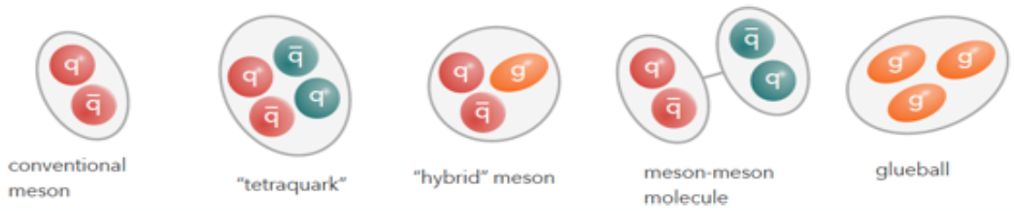 q q̄
q̄ q q q̄
q g q̄
q q̄ q̄ q
g g g
conventional
meson
"tetraquark"
"hybrid" meson
meson-meson
molecule
glueball